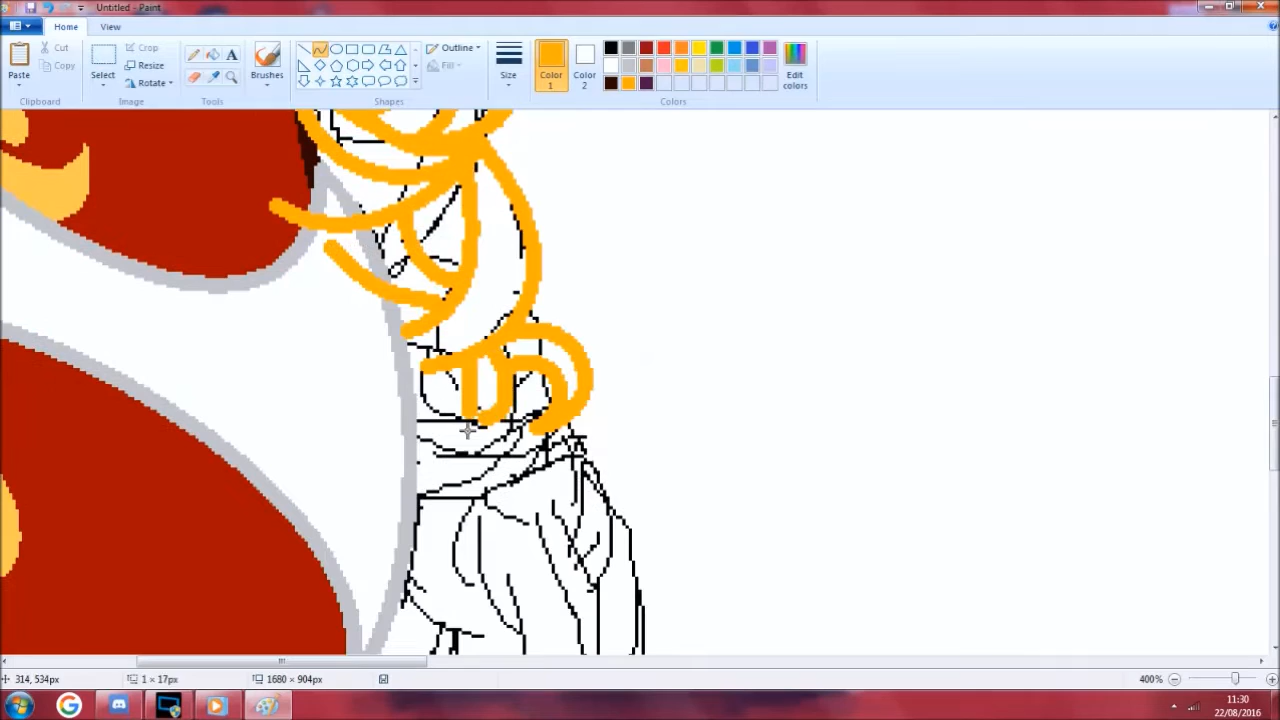 Untitled - Paint
Home View
Paste Cut Copy
Clipboard
Select Crop Resize Rotate
Image
A
Tools
Brushes
Outline Fill
Shapes
Size
Color 1
Color 2
Edit colors
Colors
314, 534px 1 × 17px 1680 × 904px 400%
11:30
22/08/2016